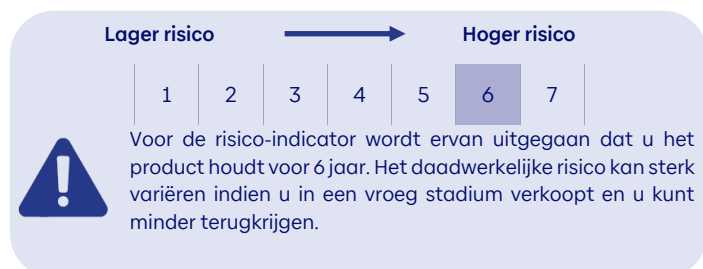 Lager risico Hoger risico
1 2 3 4 5 6 7
Voor de risico-indicator wordt ervan uitgegaan dat u het
product houdt voor 6 jaar. Het daadwerkelijke risico kan sterk
variëren indien u in een vroeg stadium verkoopt en u kunt
minder terugkrijgen.